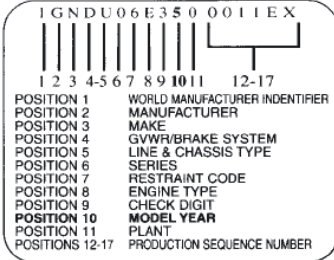 1GNDU06E350 0011EX
1 2 3 4-5 6 7 8 9 10 11 12-17
POSITION 1 WORLD MANUFACTURER INDENTIFIER
POSITION 2 MANUFACTURER
POSITION 3 MAKE
POSITION 4 GVWR/BRAKE SYSTEM
POSITION 5 LINE & CHASSIS TYPE
POSITION 6 SERIES
POSITION 7 RESTRAINT CODE
POSITION 8 ENGINE TYPE
POSITION 9 CHECK DIGIT
POSITION 10 MODEL YEAR
POSITION 11 PLANT
POSITIONS 12-17 PRODUCTION SEQUENCE NUMBER